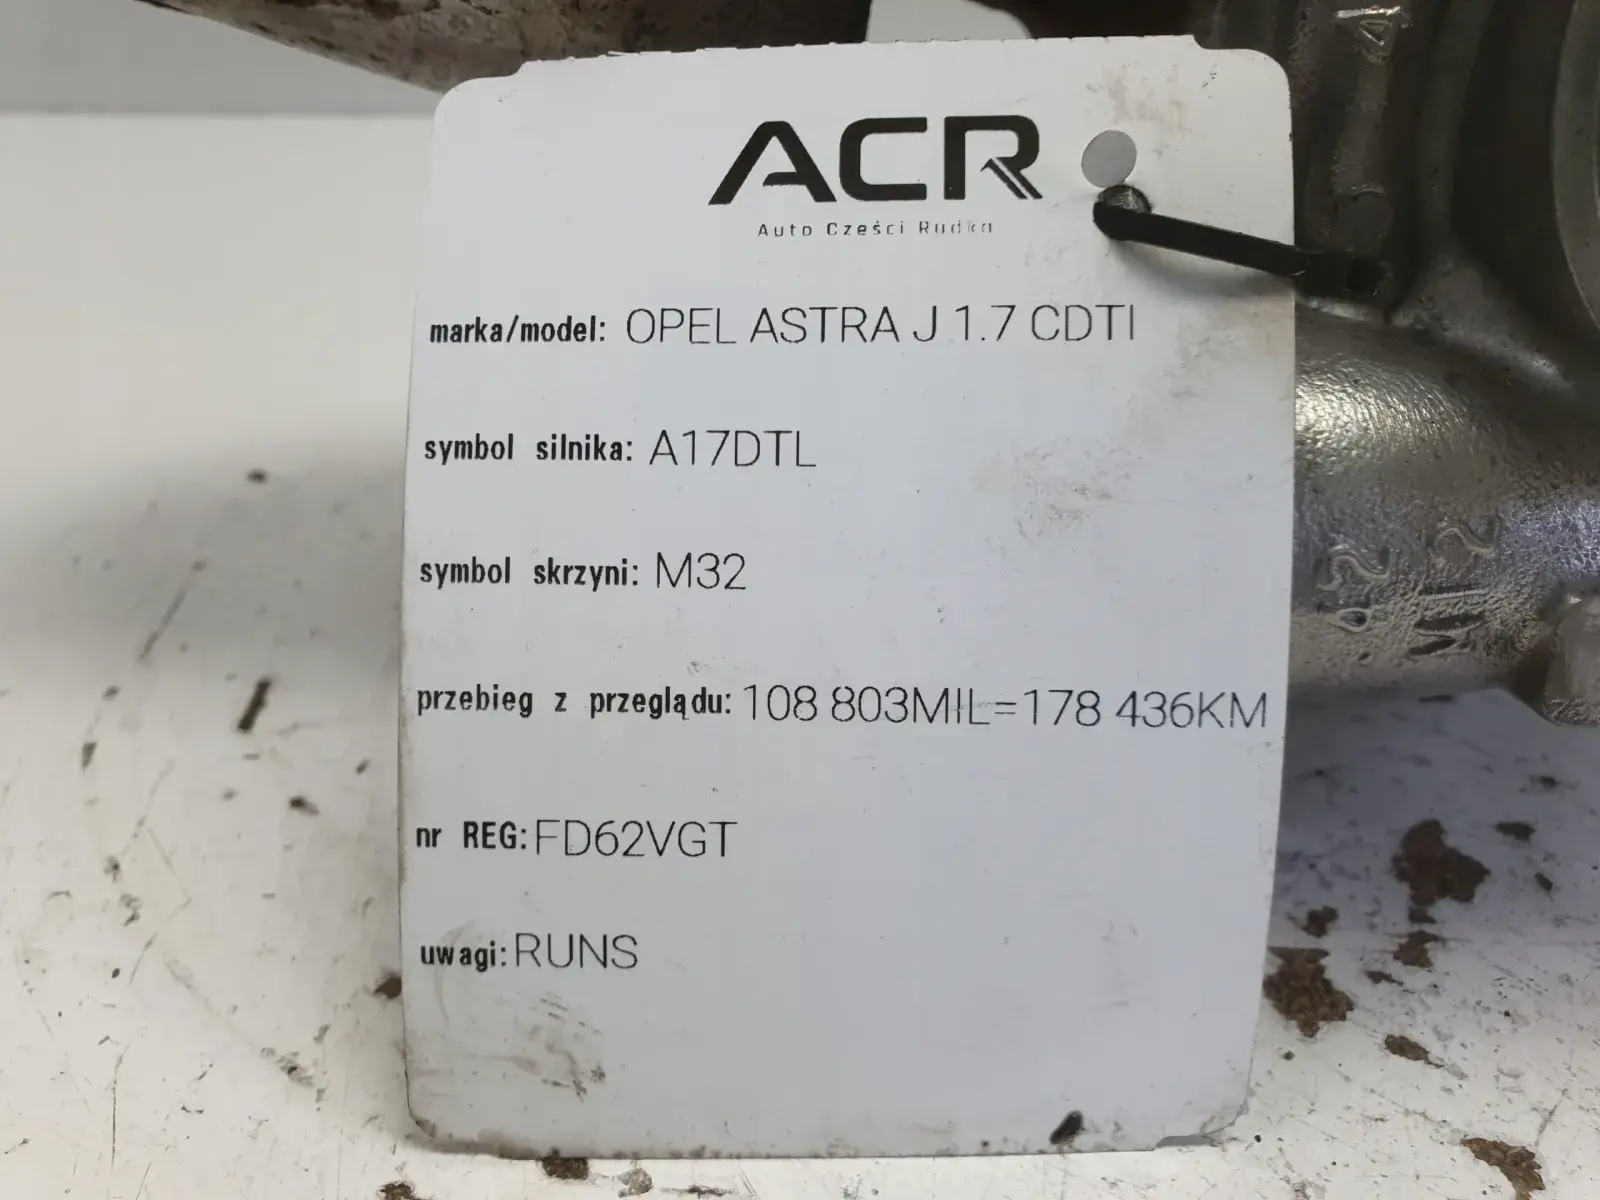 ACR
Auto Części Rudka
marka/model: OPEL ASTRA J 1.7 CDTI
symbol silnika: A17DTL
symbol skrzyni: M32
przebieg z przeglądu: 108 803MIL=178 436KM
nr REG: FD62VGT
uwagi: RUNS